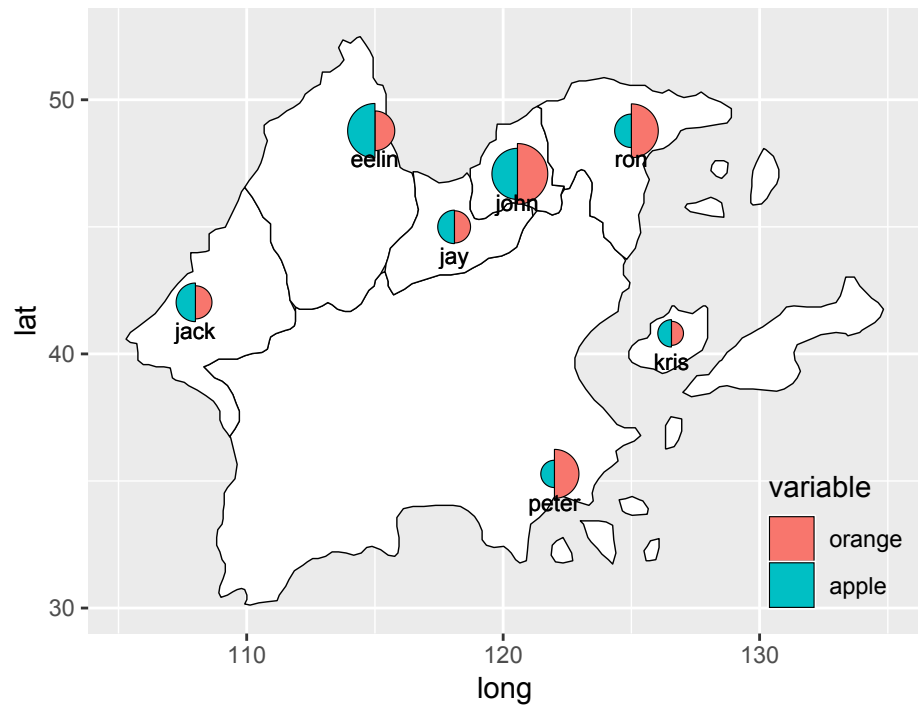 lat
50
40
30
eelin
ron
john
jay
jack
kris
peter
variable
orange
apple
110
120
130
long